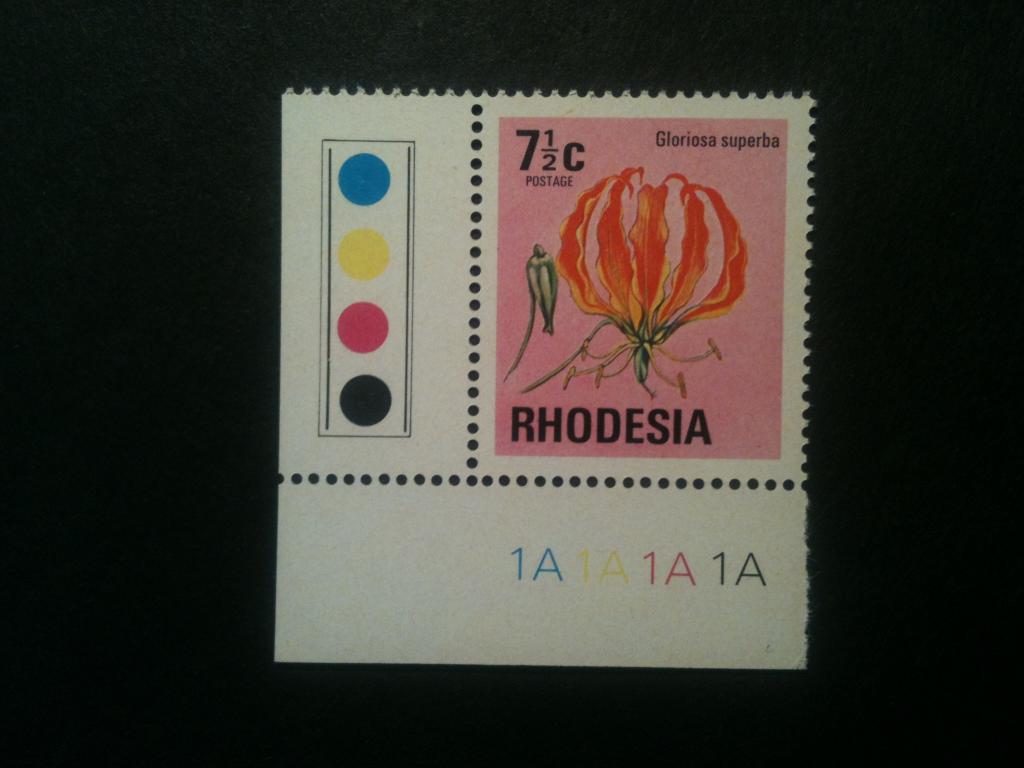 7½c
Gloriosa superba
POSTAGE
RHODESIA
1A 1A 1A 1A